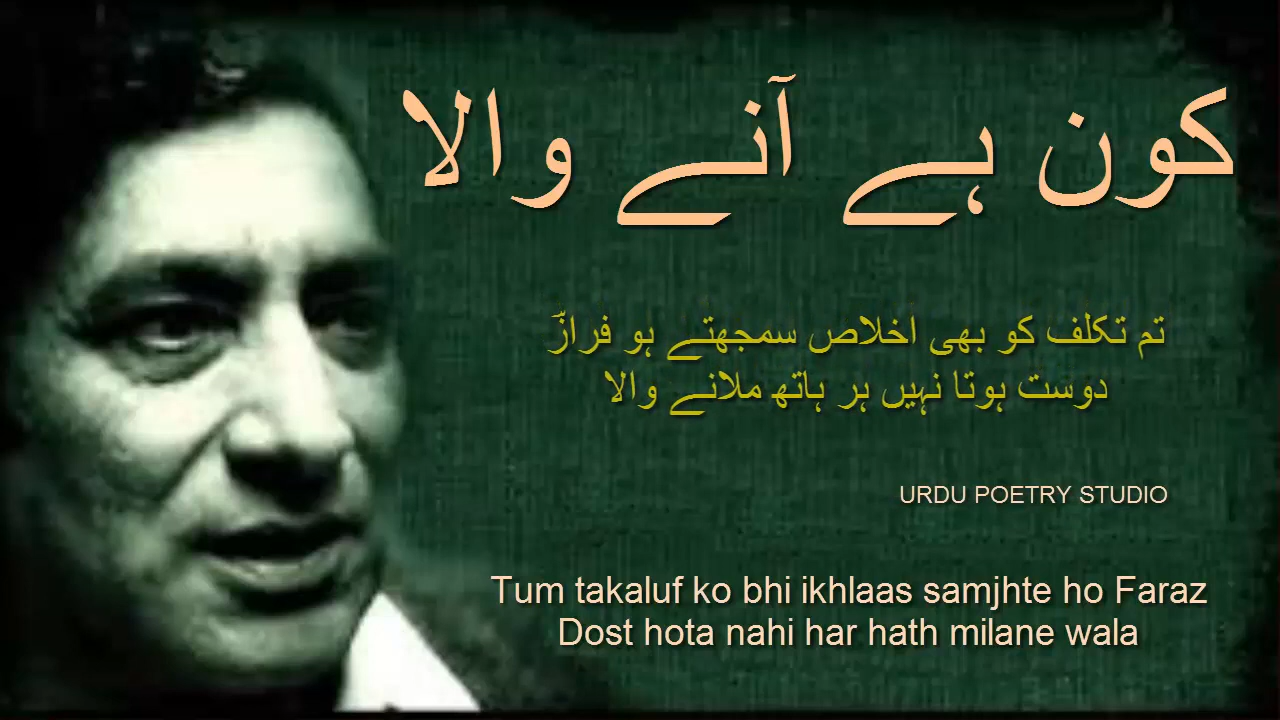 کون ہے آنے والا
تم تکلف کو بھی اخلاص سمجھتے ہو فرازؔ
دوست ہوتا نہیں ہر ہاتھ ملانے والا
URDU POETRY STUDIO
Tum takaluf ko bhi ikhlaas samjhte ho Faraz
Dost hota nahi har hath milane wala